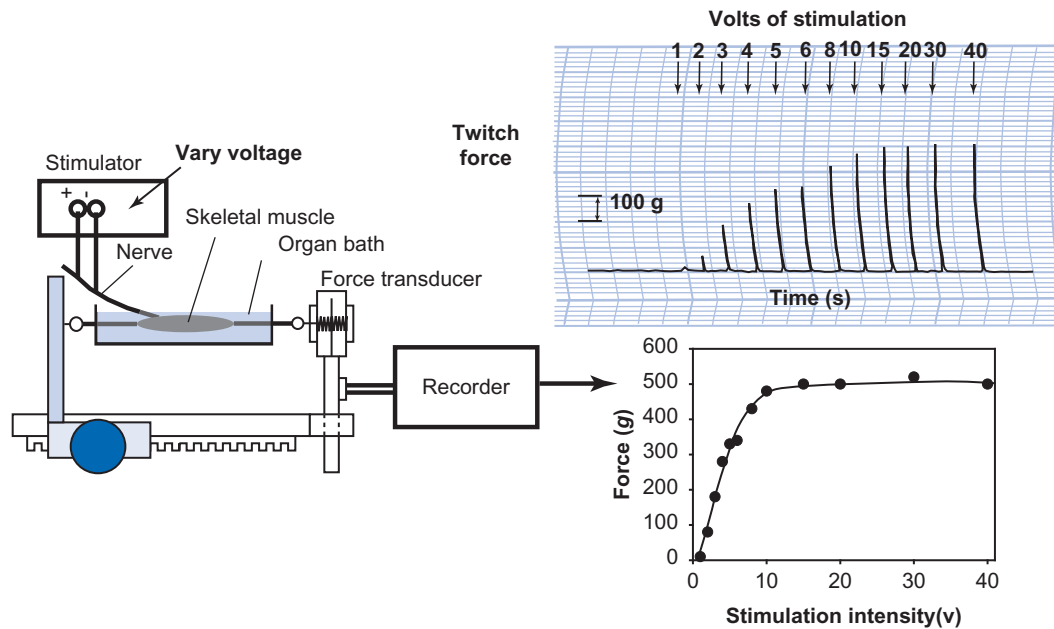 Volts of stimulation
1 2 3 4 5 6 8 10 15 20 30 40
Twitch
force
100 g
Time (s)
Stimulator
Vary voltage
+ -
Skeletal muscle
Nerve
Organ bath
Force transducer
Recorder
600
500
400
300
200
100
0
Force (g)
0 10 20 30 40
Stimulation intensity(v)